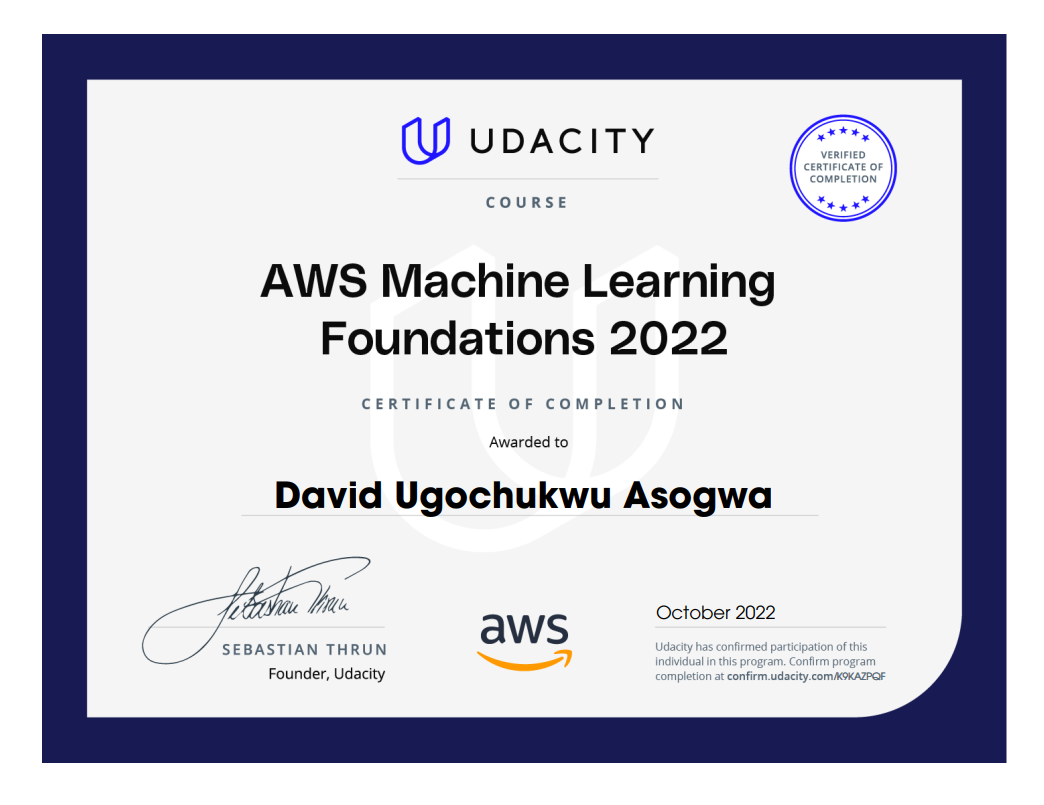 UDACITY
COURSE
VERIFIED
CERTIFICATE OF
COMPLETION
AWS Machine Learning
Foundations 2022
CERTIFICATE OF COMPLETION
Awarded to
David Ugochukwu Asogwa
Sebastian Thrun
SEBASTIAN THRUN
Founder, Udacity
aws
October 2022
Udacity has confirmed participation of this
individual in this program. Confirm program
completion at confirm.udacity.com/K9KAZPQF